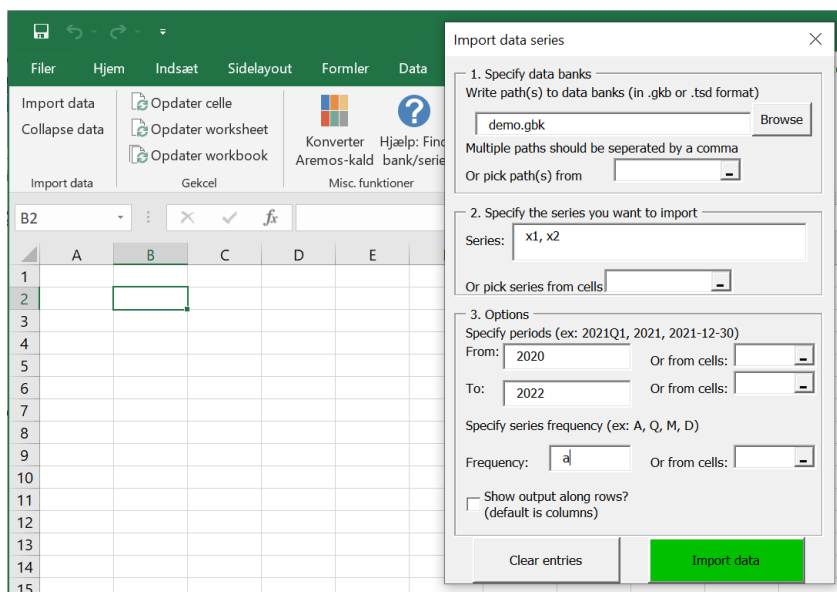 Filer Hjem Indsæt Sidelayout Formler Data
Import data
Collapse data
Import data
Opdater celle
Opdater worksheet
Opdater workbook
Gekcel
Konverter
Aremos-kald
Hjælp: Find
bank/serie
Misc. funktioner
B2
fx
A B C D E
1
2
3
4
5
6
7
8
9
10
11
12
13
14
15
Import data series
1. Specify data banks
Write path(s) to data banks (in .gkb or .tsd format)
demo.gbk
Browse
Multiple paths should be seperated by a comma
Or pick path(s) from
2. Specify the series you want to import
Series: x1, x2
Or pick series from cells
3. Options
Specify periods (ex: 2021Q1, 2021, 2021-12-30)
From: 2020 Or from cells:
To: 2022 Or from cells:
Specify series frequency (ex: A, Q, M, D)
Frequency: a Or from cells:
Show output along rows?
(default is columns)
Clear entries Import data